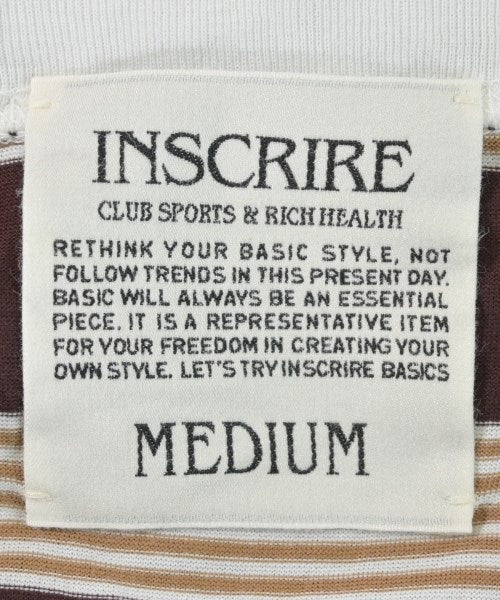 INSCRIRE
CLUB SPORTS & RICH HEALTH
RETHINK YOUR BASIC STYLE, NOT
FOLLOW TRENDS IN THIS PRESENT DAY.
BASIC WILL ALWAYS BE AN ESSENTIAL
PIECE. IT IS A REPRESENTATIVE ITEM
FOR YOUR FREEDOM IN CREATING YOUR
OWN STYLE. LET'S TRY INSCRIRE BASICS
MEDIUM